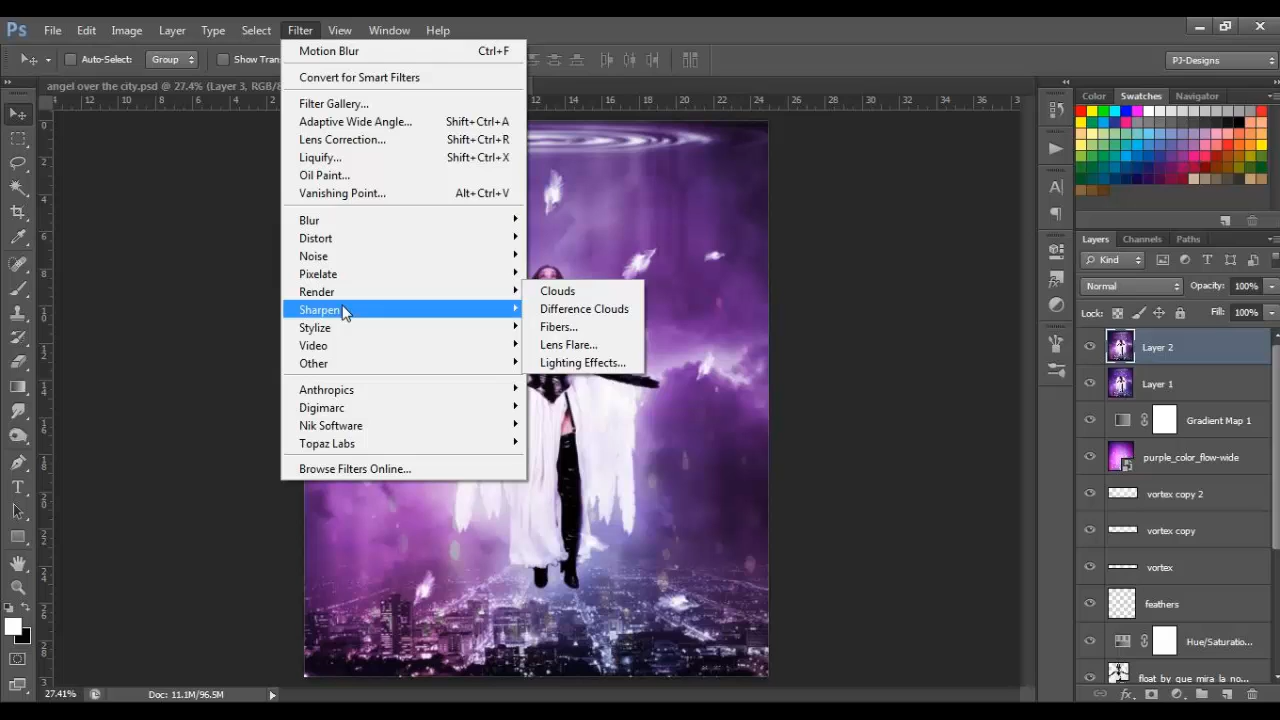 Ps File Edit Image Layer Type Select Filter View Window Help
Auto-Select: Group Show Tran
PJ-Designs
angel over the city.psd @ 27.4% (Layer 3, RGB/8
Motion Blur Ctrl+F
Convert for Smart Filters
Filter Gallery...
Adaptive Wide Angle... Shift+Ctrl+A
Lens Correction... Shift+Ctrl+R
Liquify... Shift+Ctrl+X
Oil Paint...
Vanishing Point... Alt+Ctrl+V
Blur
Distort
Noise
Pixelate
Render
Sharpen
Stylize
Video
Other
Anthropics
Digimarc
Nik Software
Topaz Labs
Browse Filters Online...
Clouds
Difference Clouds
Fibers...
Lens Flare...
Lighting Effects...
Color Swatches Navigator
Layers Channels Paths
Kind
Normal Opacity: 100%
Lock: Fill: 100%
Layer 2
Layer 1
Gradient Map 1
purple_color_flow-wide
vortex copy 2
vortex copy
vortex
feathers
Hue/Saturatio...
float_by_que_mira_la_no...
27.41% Doc: 11.1M/96.5M